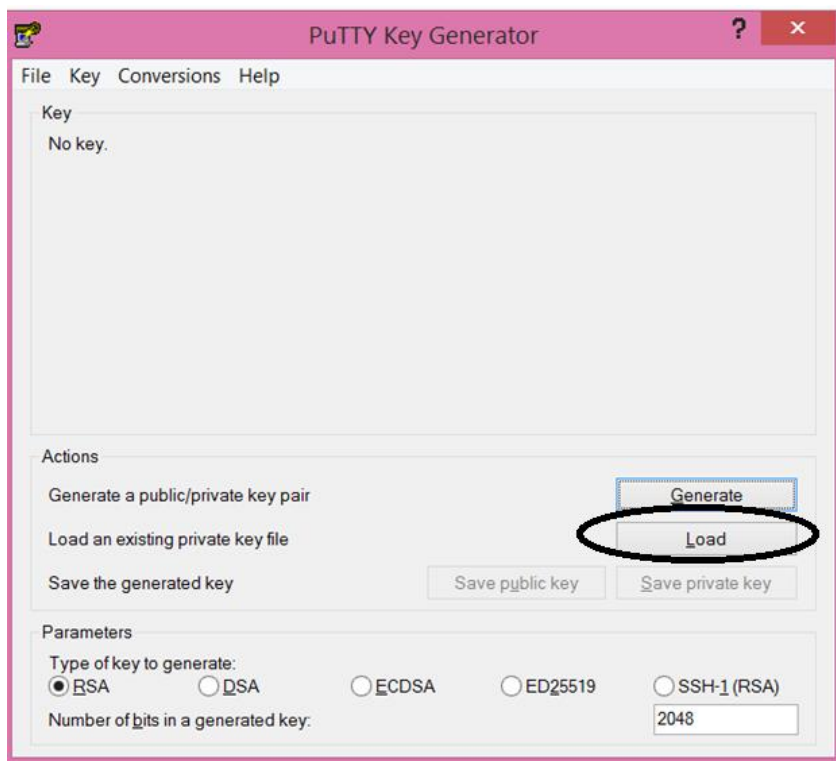 PuTTY Key Generator ? ×
File Key Conversions Help
Key
No key.
Actions
Generate a public/private key pair Generate
Load an existing private key file Load
Save the generated key Save public key Save private key
Parameters
Type of key to generate:
RSA DSA ECDSA ED25519 SSH-1 (RSA)
Number of bits in a generated key: 2048